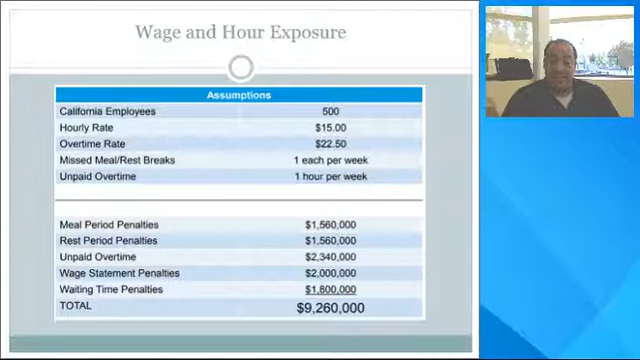 Wage and Hour Exposure
Assumptions
California Employees 500
Hourly Rate $15.00
Overtime Rate $22.50
Missed Meal/Rest Breaks 1 each per week
Unpaid Overtime 1 hour per week
Meal Period Penalties $1,560,000
Rest Period Penalties $1,560,000
Unpaid Overtime $2,340,000
Wage Statement Penalties $2,000,000
Waiting Time Penalties $1,800,000
TOTAL $9,260,000